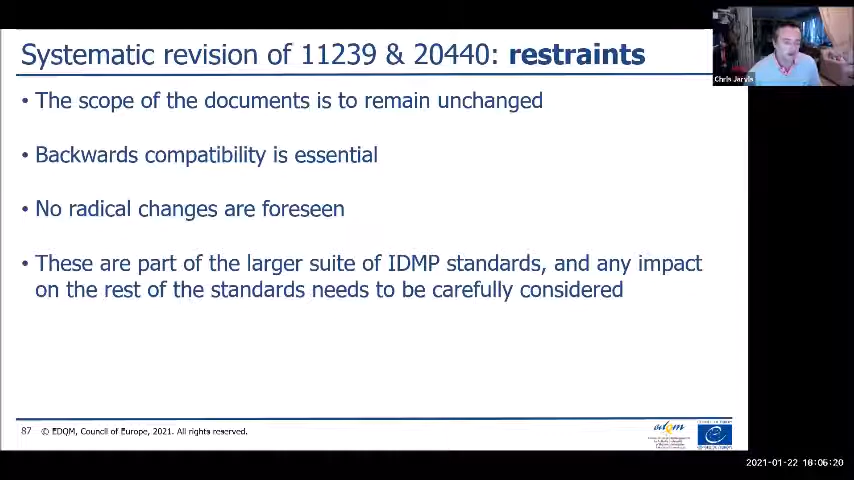 Systematic revision of 11239 & 20440: restraints
Chris Jarvis
• The scope of the documents is to remain unchanged
• Backwards compatibility is essential
• No radical changes are foreseen
• These are part of the larger suite of IDMP standards, and any impact
on the rest of the standards needs to be carefully considered
87 © EDQM, Council of Europe, 2021. All rights reserved.
edqm
2021-01-22 18:06:20